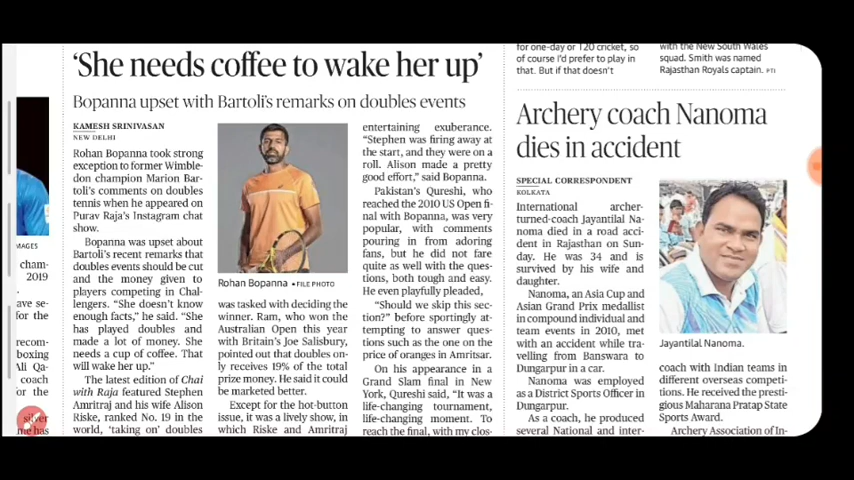 MAGES
cham-
2019
ve se-
for the
recom-
boxing
Ali Qa-
coach
or the
silver
me has
'She needs coffee to wake her up'
Bopanna upset with Bartoli's remarks on doubles events
KAMESH SRINIVASAN
NEW DELHI
Rohan Bopanna took strong
exception to former Wimble-
don champion Marion Bar-
toli's comments on doubles
tennis when he appeared on
Purav Raja's Instagram chat
show.
Bopanna was upset about
Bartoli's recent remarks that
doubles events should be cut
and the money given to
players competing in Chal-
lengers. "She doesn't know
enough facts," he said. "She
has played doubles and
made a lot of money. She
needs a cup of coffee. That
will wake her up."
The latest edition of Chai
with Raja featured Stephen
Amritraj and his wife Alison
Riske, ranked No. 19 in the
world, 'taking on' doubles
Rohan Bopanna • FILE PHOTO
was tasked with deciding the
winner. Ram, who won the
Australian Open this year
with Britain's Joe Salisbury,
pointed out that doubles on-
ly receives 19% of the total
prize money. He said it could
be marketed better.
Except for the hot-button
issue, it was a lively show, in
which Riske and Amritraj
entertaining exuberance.
"Stephen was firing away at
the start, and they were on a
roll. Alison made a pretty
good effort," said Bopanna.
Pakistan's Qureshi, who
reached the 2010 US Open fi-
nal with Bopanna, was very
popular, with comments
pouring in from adoring
fans, but he did not fare
quite as well with the ques-
tions, both tough and easy.
He even playfully pleaded,
"Should we skip this sec-
tion?" before sportingly at-
tempting to answer ques-
tions such as the one on the
price of oranges in Amritsar.
On his appearance in a
Grand Slam final in New
York, Qureshi said, "It was a
life-changing tournament,
life-changing moment. To
reach the final, with my clos-
for one-day or T20 cricket, so
of course I'd prefer to play in
that. But if that doesn't
with the New South Wales
squad. Smith was named
Rajasthan Royals captain. PTI
Archery coach Nanoma
dies in accident
SPECIAL CORRESPONDENT
KOLKATA
International archer-
turned-coach Jayantilal Na-
noma died in a road acci-
dent in Rajasthan on Sun-
day. He was 34 and is
survived by his wife and
daughter.
Nanoma, an Asia Cup and
Asian Grand Prix medallist
in compound individual and
team events in 2010, met
with an accident while tra-
velling from Banswara to
Dungarpur in a car.
Nanoma was employed
as a District Sports Officer in
Dungarpur.
As a coach, he produced
several National and inter-
Jayantilal Nanoma.
coach with Indian teams in
different overseas competi-
tions. He received the presti-
gious Maharana Pratap State
Sports Award.
Archery Association of In-